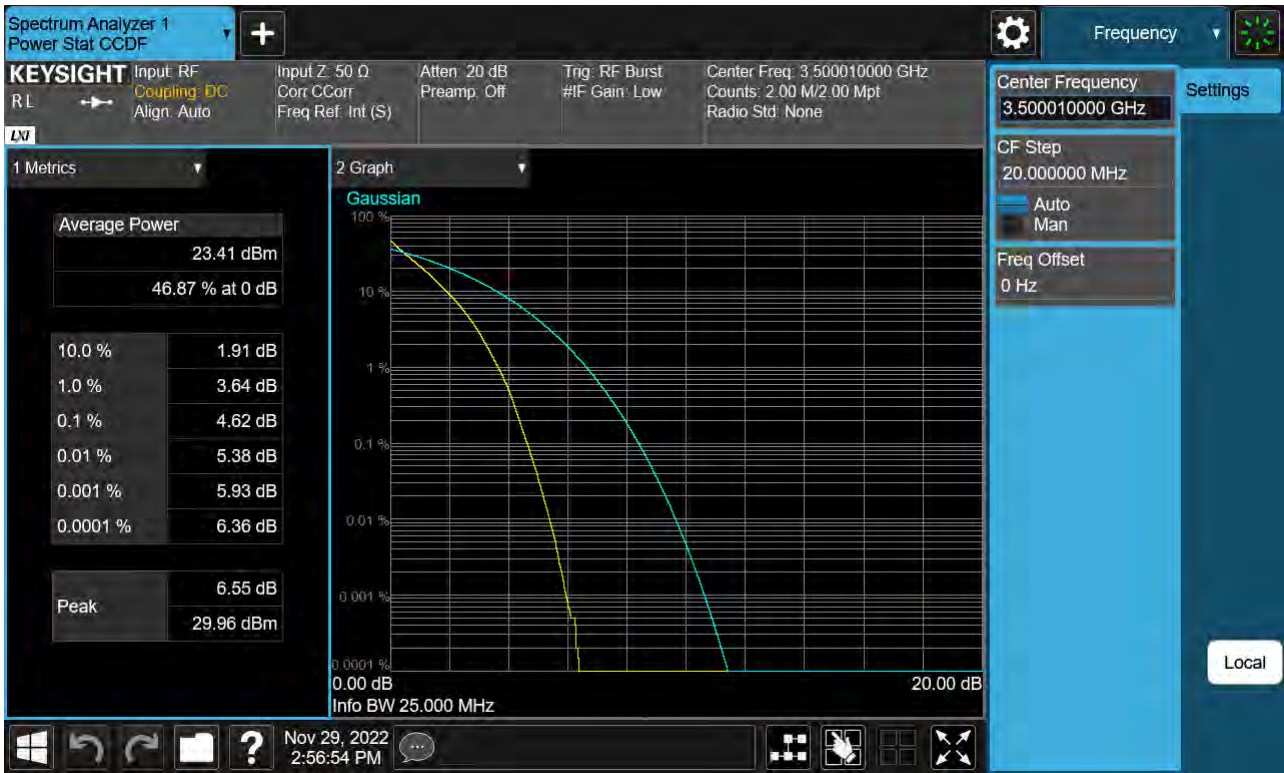 Spectrum Analyzer 1
Power Stat CCDF
+
Frequency
KEYSIGHT
R L
LXI
Input: RF
Coupling: DC
Align: Auto
Input Z: 50 Ω
Corr CCorr
Freq Ref: Int (S)
Atten: 20 dB
Preamp: Off
Trig: RF Burst
#IF Gain: Low
Center Freq: 3.500010000 GHz
Counts: 2.00 M/2.00 Mpt
Radio Std: None
Center Frequency
3.500010000 GHz
Settings
CF Step
20.000000 MHz
Auto
Man
Freq Offset
0 Hz
1 Metrics
Average Power
23.41 dBm
46.87 % at 0 dB
10.0 % 1.91 dB
1.0 % 3.64 dB
0.1 % 4.62 dB
0.01 % 5.38 dB
0.001 % 5.93 dB
0.0001 % 6.36 dB
Peak
6.55 dB
29.96 dBm
2 Graph
Gaussian
100 %
10 %
1 %
0.1 %
0.01 %
0.001 %
0.0001 %
0.00 dB 20.00 dB
Info BW 25.000 MHz
Local
?
Nov 29, 2022
2:56:54 PM